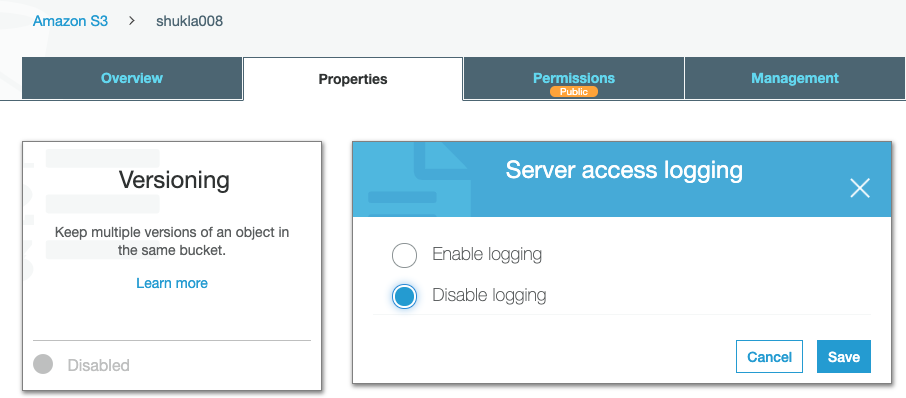 Amazon S3 > shukla008
Overview Properties Permissions Management
Public
Versioning
Keep multiple versions of an object in
the same bucket.
Learn more
Disabled
Server access logging
Enable logging
Disable logging
Cancel Save